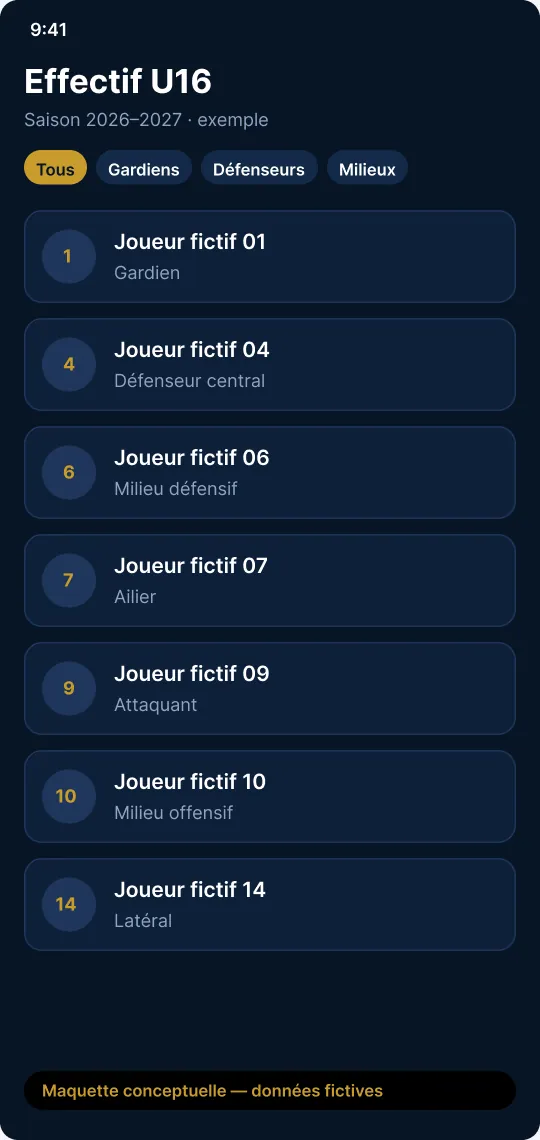 9:41
Effectif U16
Saison 2026–2027 · exemple
Tous Gardiens Défenseurs Milieux
1
Joueur fictif 01
Gardien
4
Joueur fictif 04
Défenseur central
6
Joueur fictif 06
Milieu défensif
7
Joueur fictif 07
Ailier
9
Joueur fictif 09
Attaquant
10
Joueur fictif 10
Milieu offensif
14
Joueur fictif 14
Latéral
Maquette conceptuelle — données fictives